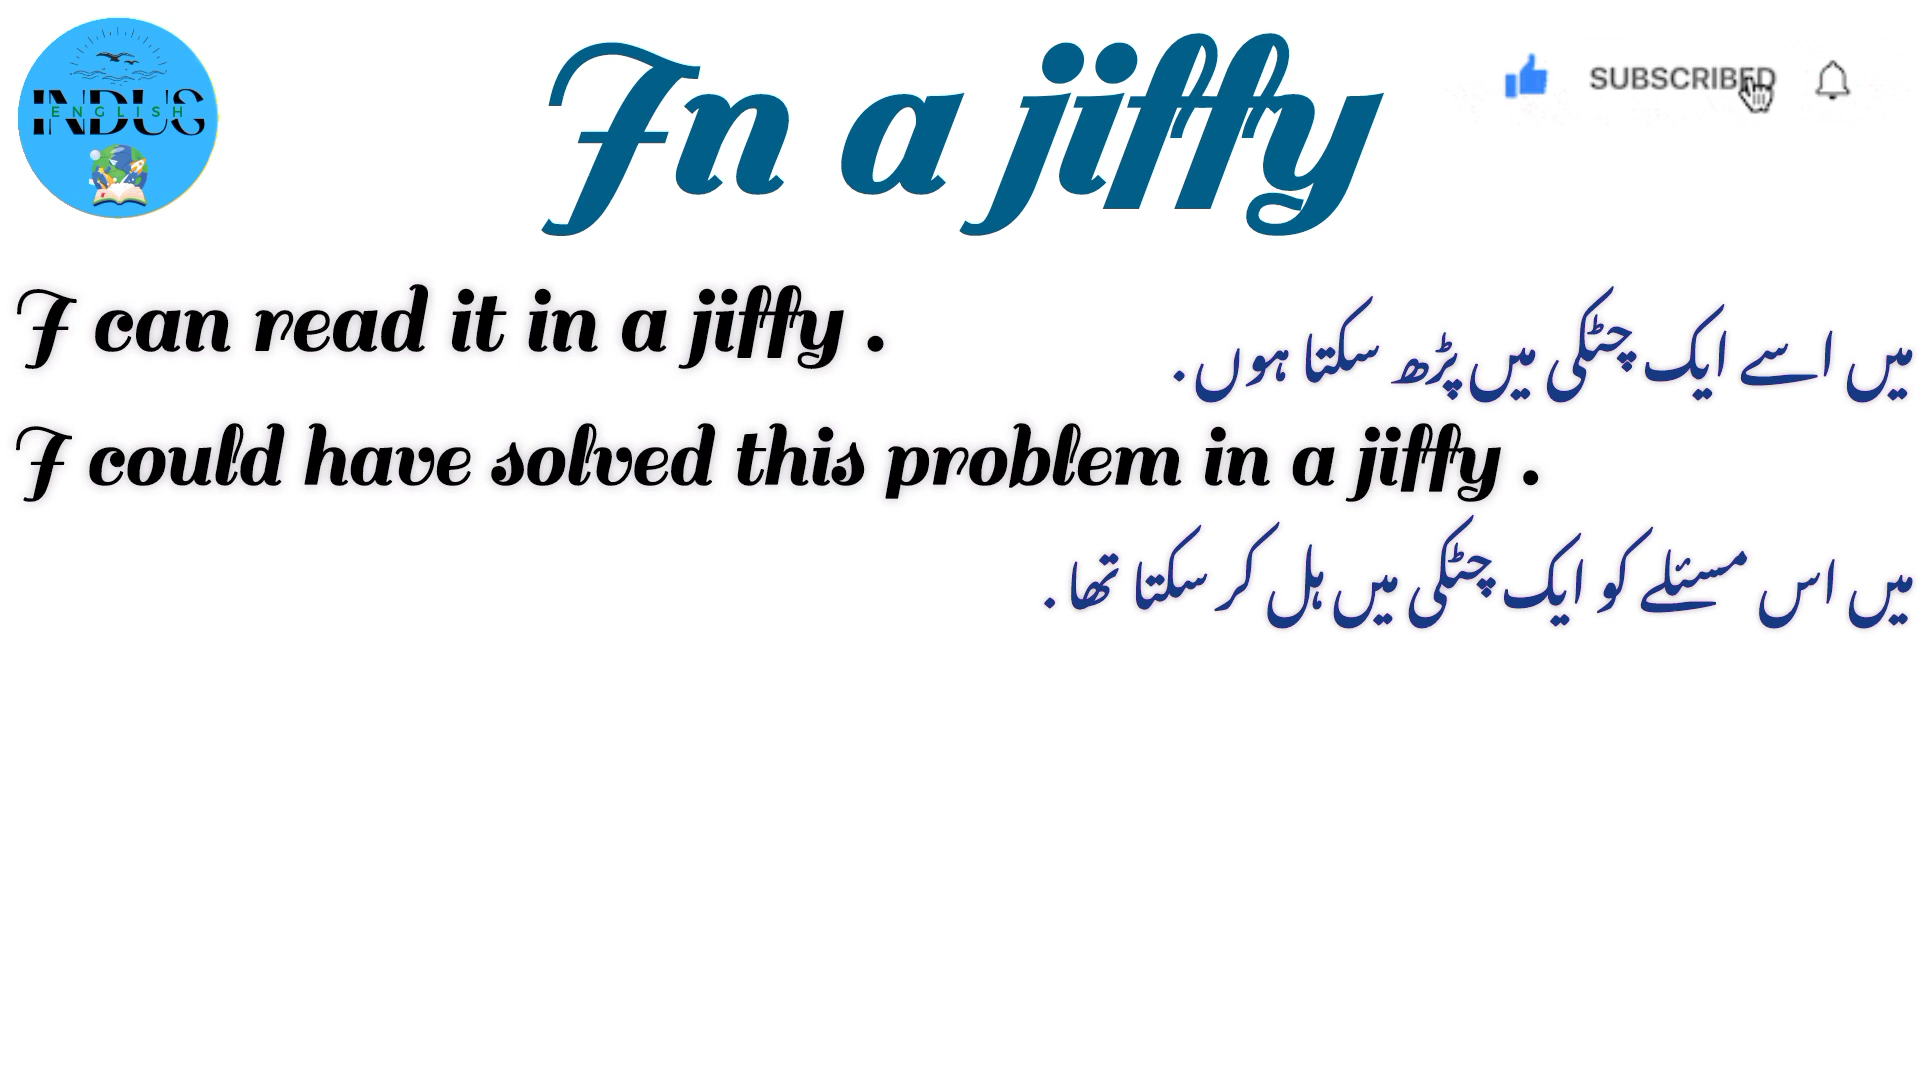 INDUS
ENGLISH
In a jiffy
SUBSCRIBED
I can read it in a jiffy .
میں اسے ایک چٹکی میں پڑھ سکتا ہوں .
I could have solved this problem in a jiffy .
میں اس مسئلے کو ایک چٹکی میں ہل کر سکتا تھا .